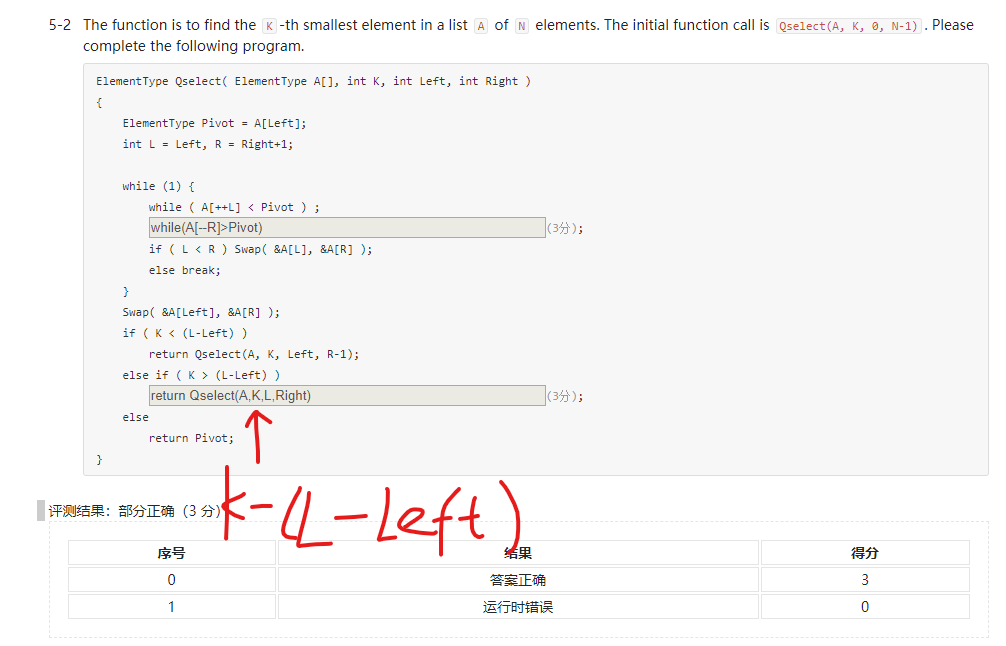 5-2 The function is to find the K -th smallest element in a list A of N elements. The initial function call is Qselect(A, K, 0, N-1) . Please
complete the following program.
ElementType Qselect( ElementType A[], int K, int Left, int Right )
{
    ElementType Pivot = A[Left];
    int L = Left, R = Right+1;
    while (1) {
        while ( A[++L] < Pivot ) ;
        while(A[--R]>Pivot) (3分);
        if ( L < R ) Swap( &A[L], &A[R] );
        else break;
    }
    Swap( &A[Left], &A[R] );
    if ( K < (L-Left) )
        return Qselect(A, K, Left, R-1);
    else if ( K > (L-Left) )
        return Qselect(A,K,L,Right) (3分);
    else
        return Pivot;
}
k-(L-Left)
评测结果：部分正确（3 分）
序号 结果 得分
0 答案正确 3
1 运行时错误 0